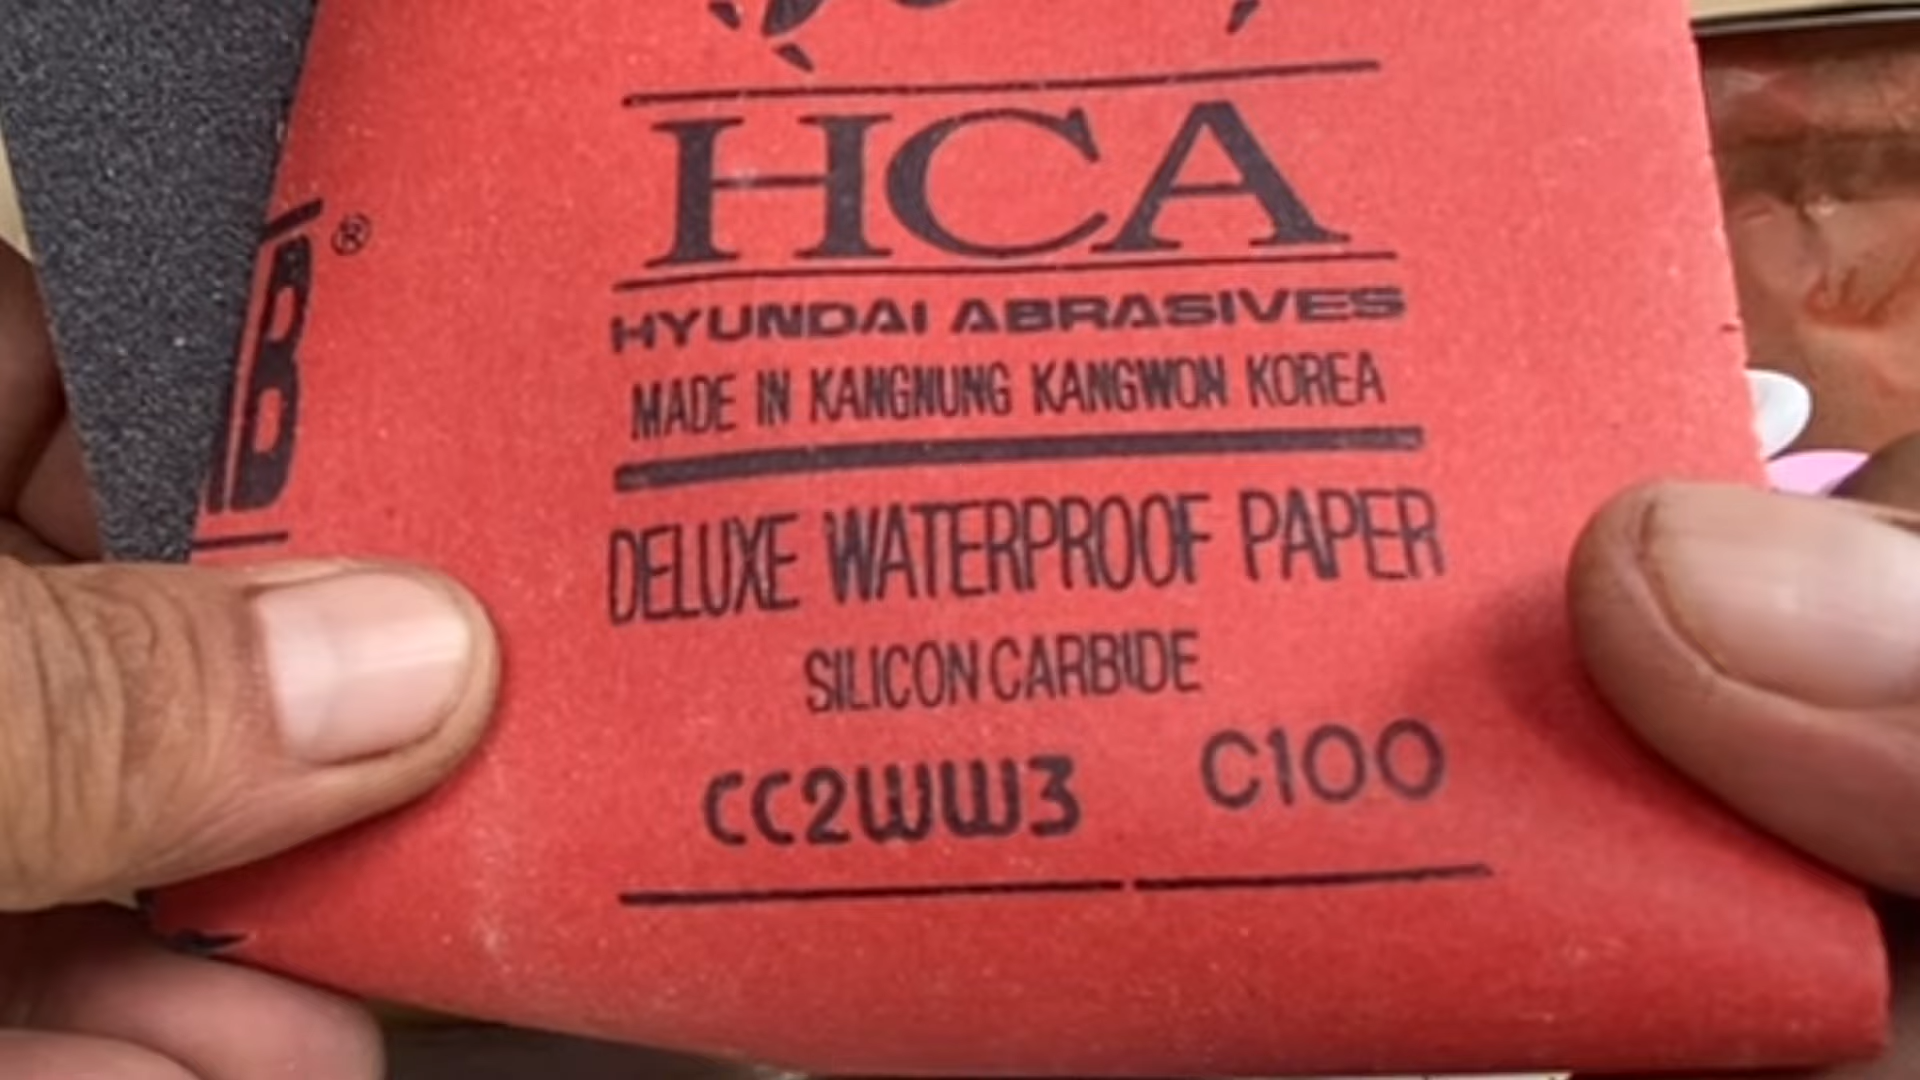 HCA
HYUNDAI ABRASIVES
MADE IN KANGNUNG KANGWON KOREA
DELUXE WATERPROOF PAPER
SILICON CARBIDE
CC2WW3 C100
B®